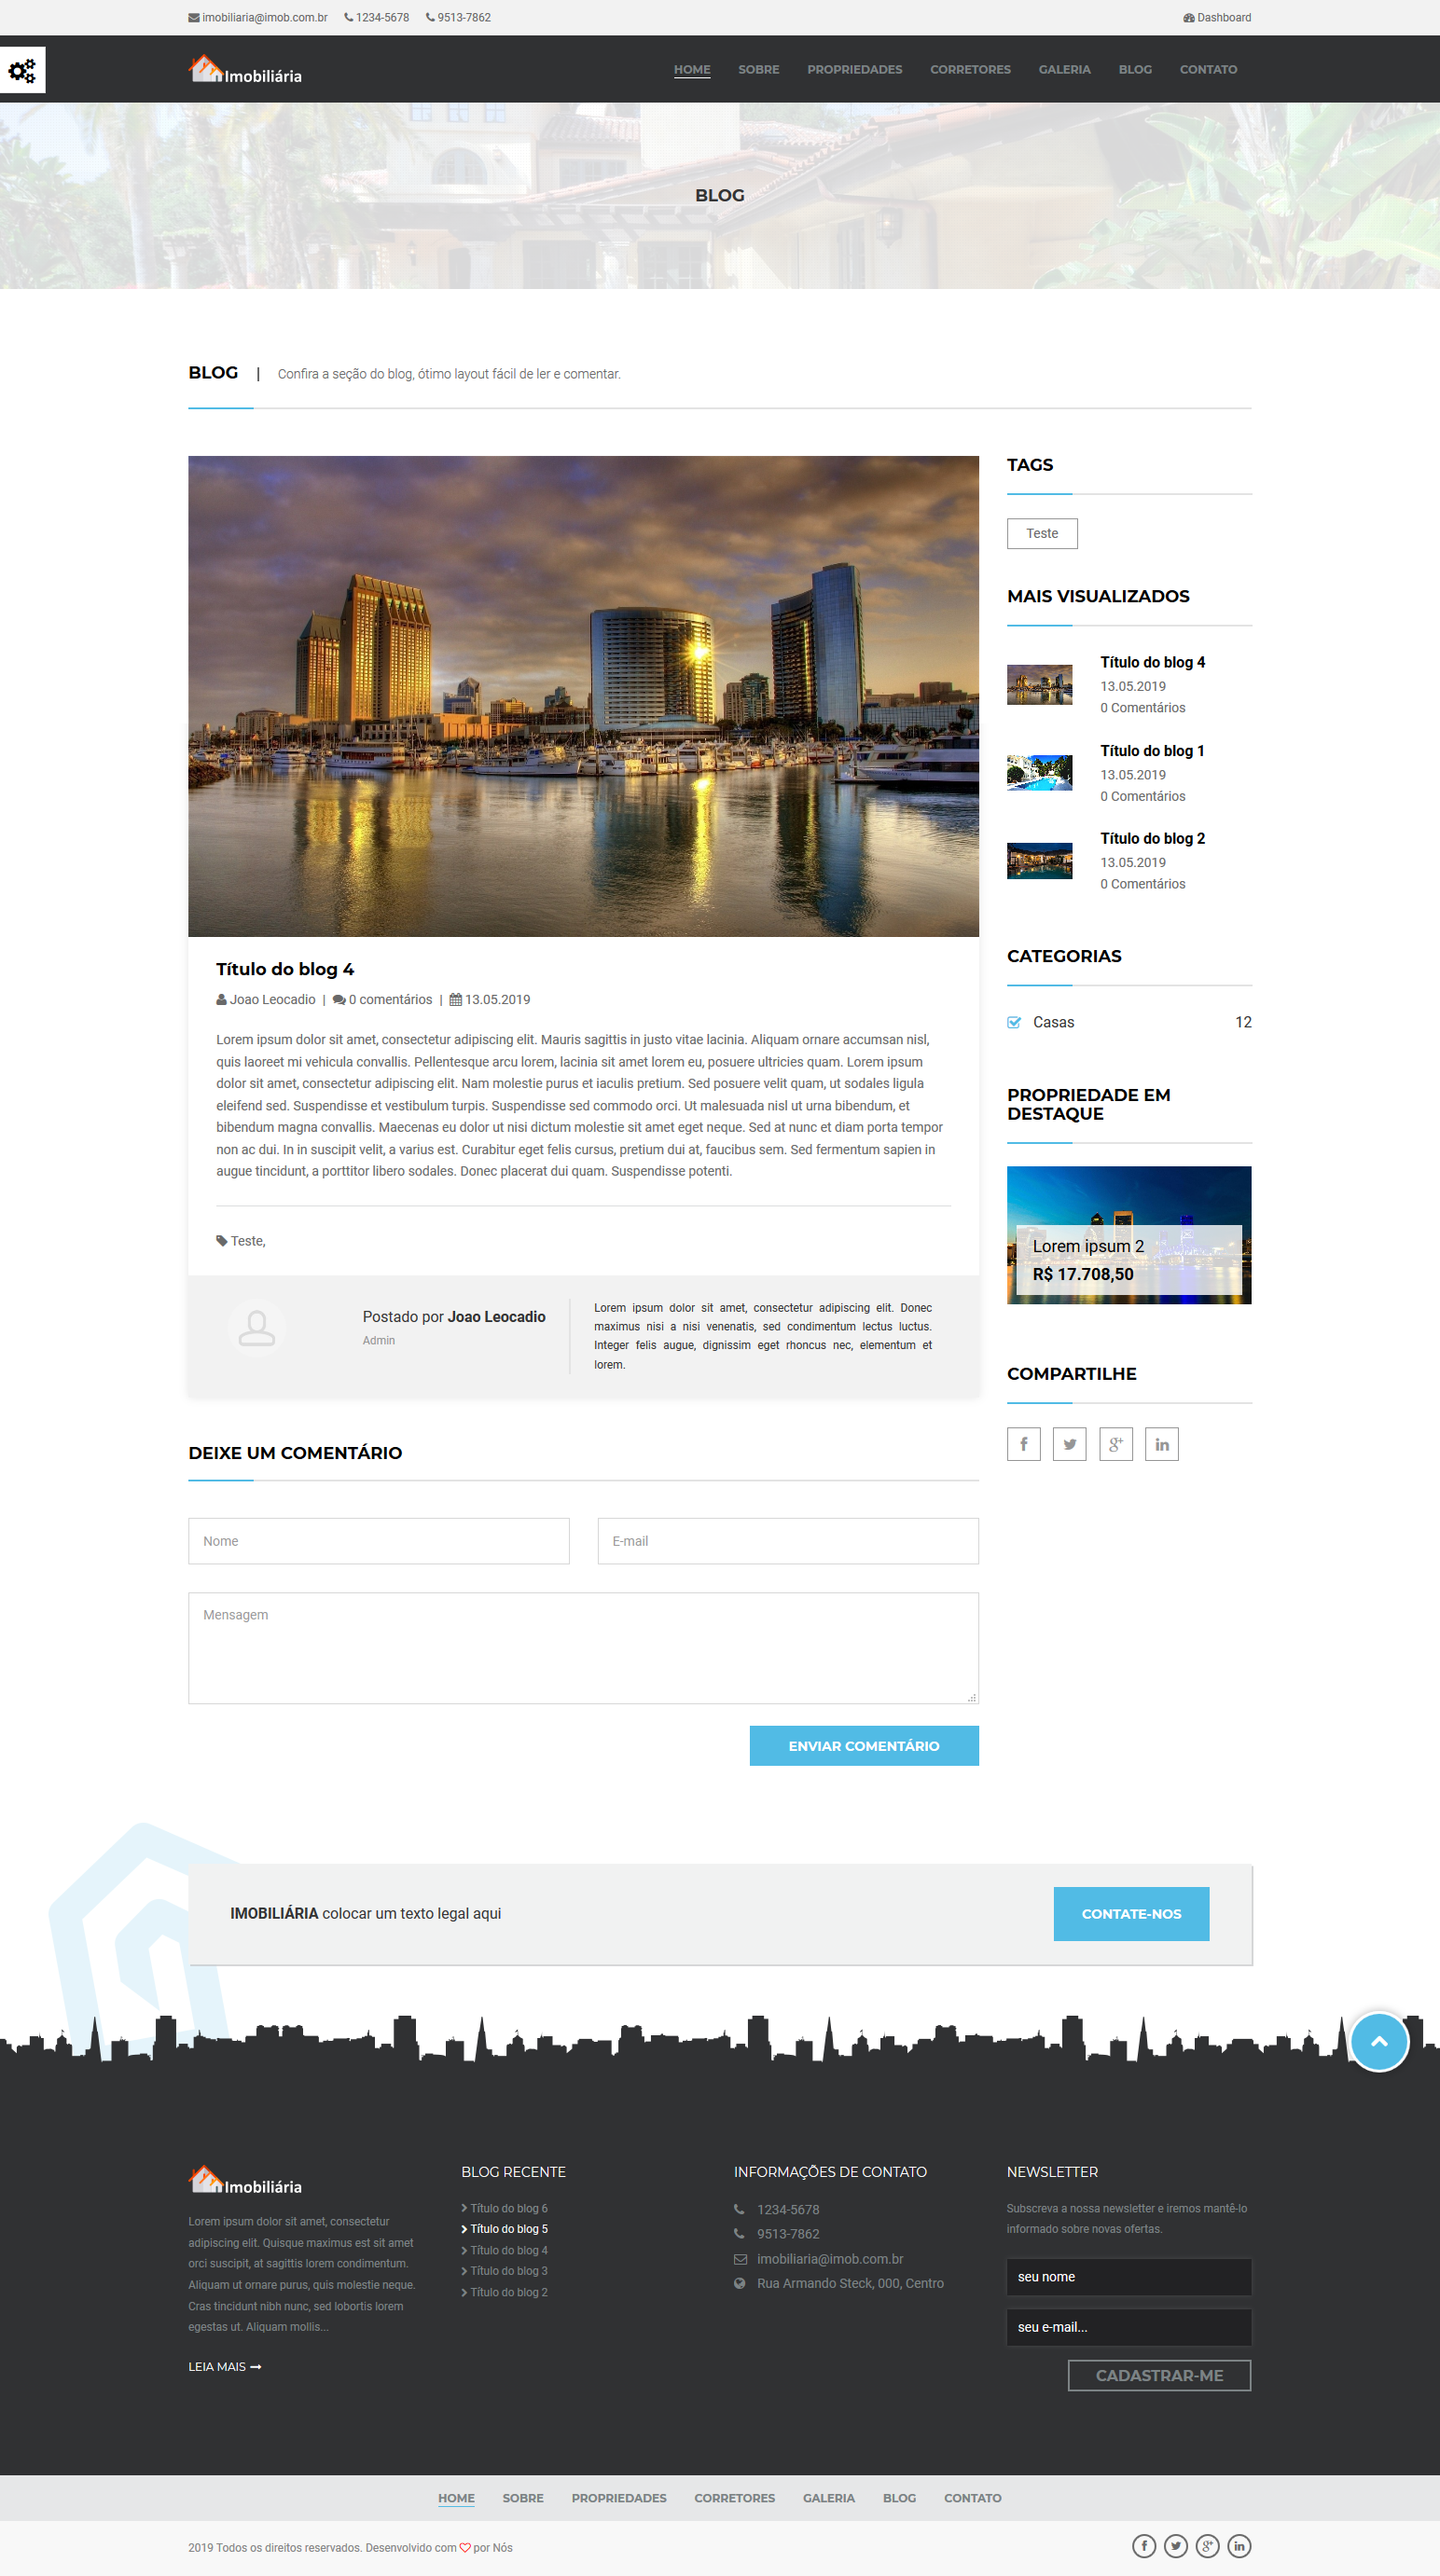 imobiliaria@imob.com.br 1234-5678 9513-7862 Dashboard
Imobiliária HOME SOBRE PROPRIEDADES CORRETORES GALERIA BLOG CONTATO
BLOG
BLOG | Confira a seção do blog, ótimo layout fácil de ler e comentar.
Título do blog 4
Joao Leocadio | 0 comentários | 13.05.2019
Lorem ipsum dolor sit amet, consectetur adipiscing elit. Mauris sagittis in justo vitae lacinia. Aliquam ornare accumsan nisl,
quis laoreet mi vehicula convallis. Pellentesque arcu lorem, lacinia sit amet lorem eu, posuere ultricies quam. Lorem ipsum
dolor sit amet, consectetur adipiscing elit. Nam molestie purus et iaculis pretium. Sed posuere velit quam, ut sodales ligula
eleifend sed. Suspendisse et vestibulum turpis. Suspendisse sed commodo orci. Ut malesuada nisl ut urna bibendum, et
bibendum magna convallis. Maecenas eu dolor ut nisi dictum molestie sit amet eget neque. Sed at nunc et diam porta tempor
non ac dui. In in suscipit velit, a varius est. Curabitur eget felis cursus, pretium dui at, faucibus sem. Sed fermentum sapien in
augue tincidunt, a porttitor libero sodales. Donec placerat dui quam. Suspendisse potenti.
Teste,
Postado por Joao Leocadio
Admin
Lorem ipsum dolor sit amet, consectetur adipiscing elit. Donec
maximus nisi a nisi venenatis, sed condimentum lectus luctus.
Integer felis augue, dignissim eget rhoncus nec, elementum et
lorem.
DEIXE UM COMENTÁRIO
Nome
E-mail
Mensagem
ENVIAR COMENTÁRIO
TAGS
Teste
MAIS VISUALIZADOS
Título do blog 4
13.05.2019
0 Comentários
Título do blog 1
13.05.2019
0 Comentários
Título do blog 2
13.05.2019
0 Comentários
CATEGORIAS
Casas 12
PROPRIEDADE EM
DESTAQUE
Lorem ipsum 2
R$ 17.708,50
COMPARTILHE
IMOBILIÁRIA colocar um texto legal aqui
CONTATE-NOS
Imobiliária
Lorem ipsum dolor sit amet, consectetur
adipiscing elit. Quisque maximus est sit amet
orci suscipit, at sagittis lorem condimentum.
Aliquam ut ornare purus, quis molestie neque.
Cras tincidunt nibh nunc, sed lobortis lorem
egestas ut. Aliquam mollis...
LEIA MAIS
BLOG RECENTE
Título do blog 6
Título do blog 5
Título do blog 4
Título do blog 3
Título do blog 2
INFORMAÇÕES DE CONTATO
1234-5678
9513-7862
imobiliaria@imob.com.br
Rua Armando Steck, 000, Centro
NEWSLETTER
Subscreva a nossa newsletter e iremos mantê-lo
informado sobre novas ofertas.
seu nome
seu e-mail...
CADASTRAR-ME
HOME SOBRE PROPRIEDADES CORRETORES GALERIA BLOG CONTATO
2019 Todos os direitos reservados. Desenvolvido com por Nós